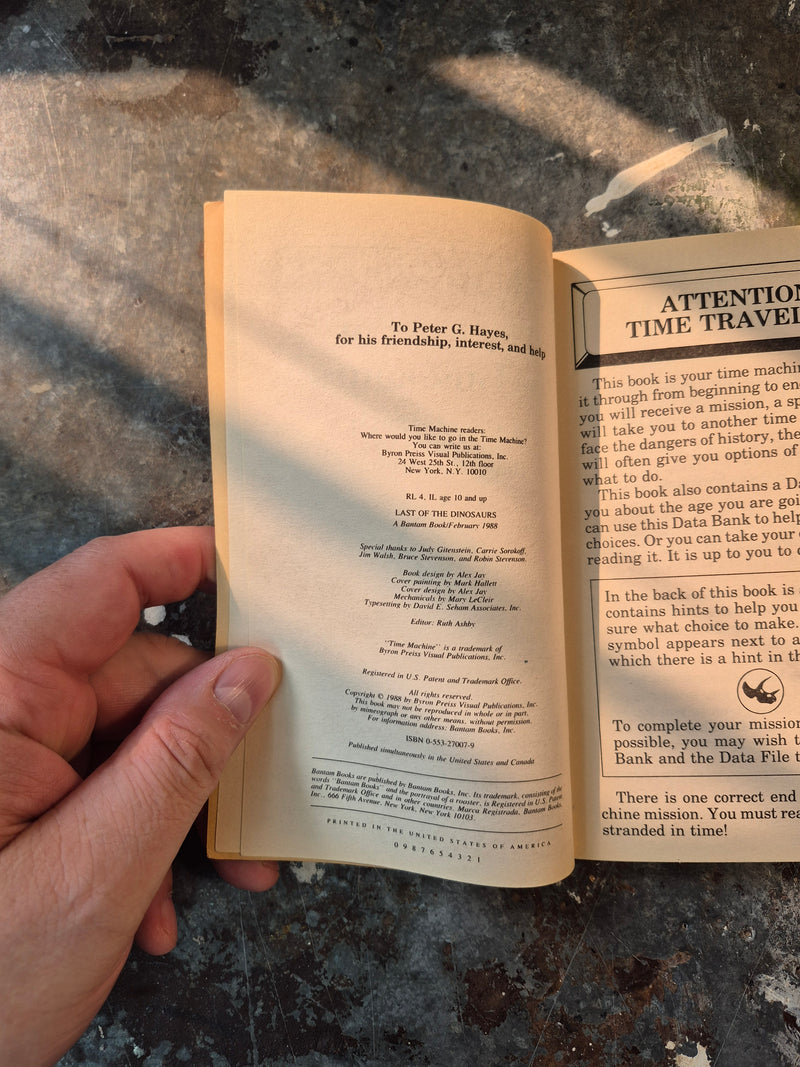 To Peter G. Hayes,
for his friendship, interest, and help
Time Machine readers:
Where would you like to go in the Time Machine?
You can write us at:
Byron Preiss Visual Publications, Inc.
24 West 25th St., 12th floor
New York, N.Y. 10010
RL 4, IL age 10 and up
LAST OF THE DINOSAURS
A Bantam Book/February 1988
Special thanks to Judy Gitenstein, Carrie Sorokoff,
Jim Walsh, Bruce Stevenson, and Robin Stevenson.
Book design by Alex Jay
Cover painting by Mark Hallett
Cover design by Alex Jay
Mechanicals by Mary LeCleir
Typesetting by David E. Seham Associates, Inc.
Editor: Ruth Ashby
"Time Machine" is a trademark of
Byron Preiss Visual Publications, Inc.
Registered in U.S. Patent and Trademark Office.
All rights reserved.
Copyright © 1988 by Byron Preiss Visual Publications, Inc.
This book may not be reproduced in whole or in part,
by mimeograph or any other means, without permission.
For information address: Bantam Books, Inc.
ISBN 0-553-27007-9
Published simultaneously in the United States and Canada
Bantam Books are published by Bantam Books, Inc. Its trademark, consisting of the
words "Bantam Books" and the portrayal of a rooster, is Registered in U.S. Patent
and Trademark Office and in other countries. Marca Registrada. Bantam Books,
Inc., 666 Fifth Avenue, New York, New York 10103.
PRINTED IN THE UNITED STATES OF AMERICA
0 9 8 7 6 5 4 3 2 1
ATTENTION
TIME TRAVEL
This book is your time machin
it through from beginning to en
you will receive a mission, a sp
will take you to another time
face the dangers of history, the
will often give you options of
what to do.
This book also contains a Da
you about the age you are goi
can use this Data Bank to help
choices. Or you can take your
reading it. It is up to you to
In the back of this book is
contains hints to help you
sure what choice to make.
symbol appears next to a
which there is a hint in th
To complete your mission
possible, you may wish t
Bank and the Data File t
There is one correct end
chine mission. You must rea
stranded in time!